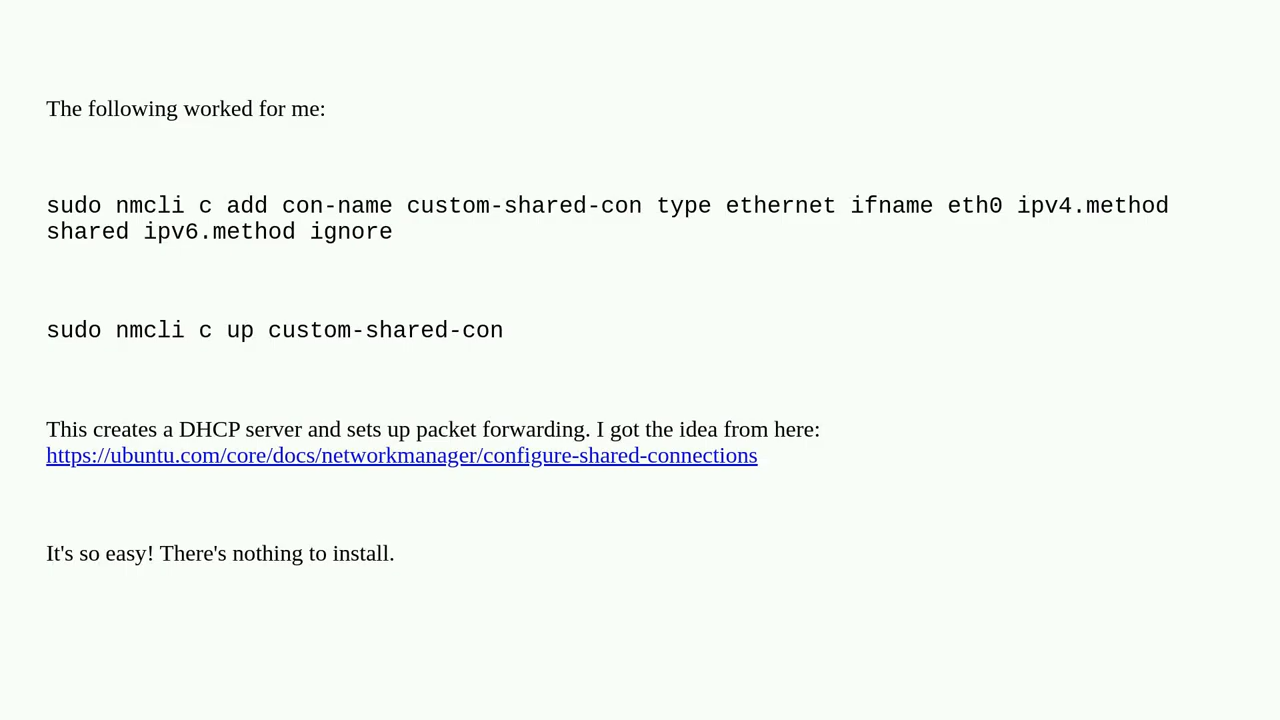 The following worked for me:
sudo nmcli c add con-name custom-shared-con type ethernet ifname eth0 ipv4.method
shared ipv6.method ignore
sudo nmcli c up custom-shared-con
This creates a DHCP server and sets up packet forwarding. I got the idea from here:
https://ubuntu.com/core/docs/networkmanager/configure-shared-connections
It's so easy! There's nothing to install.